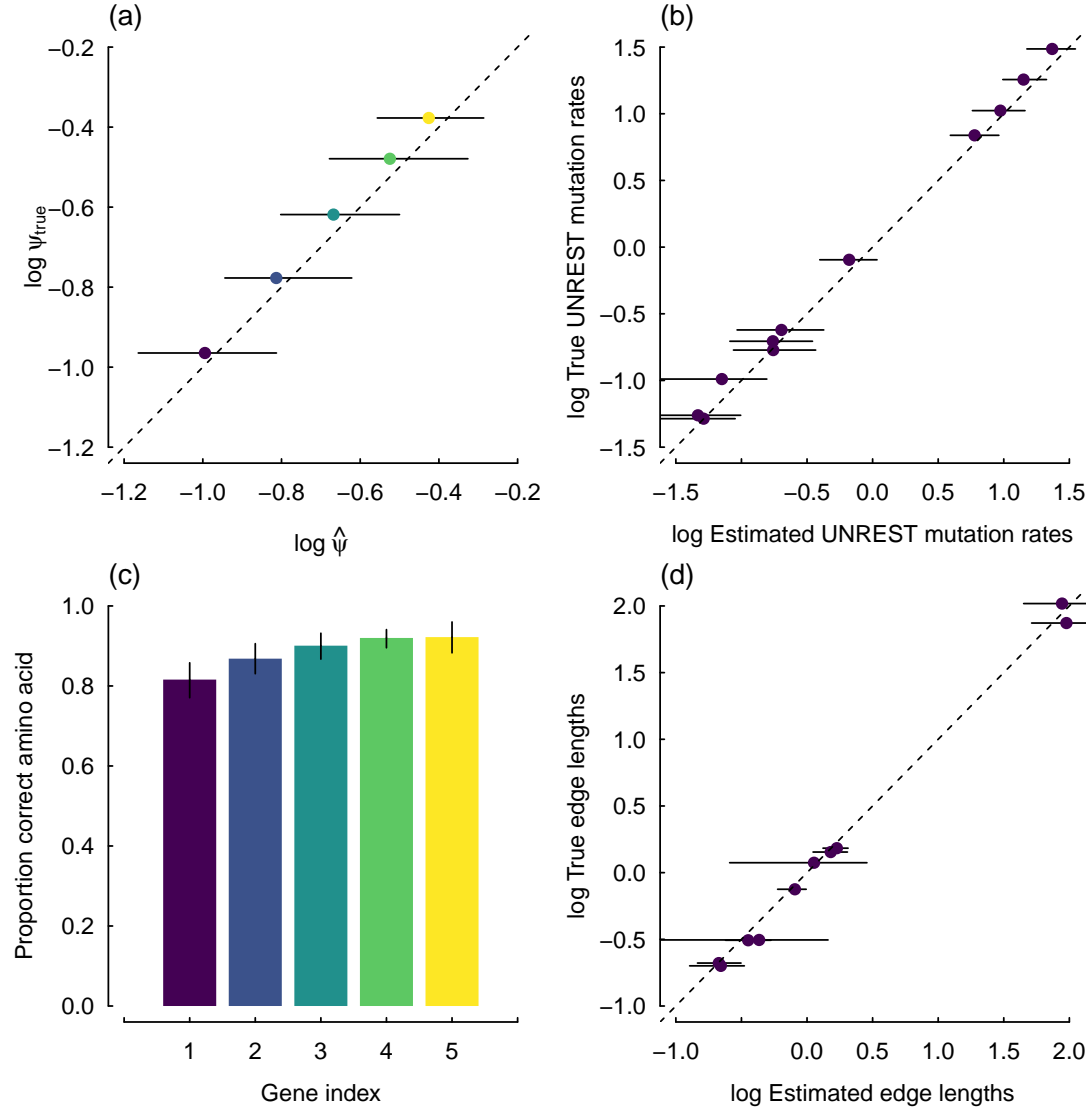 (a)
−0.2
−0.4
−0.6
−0.8
−1.0
−1.2
log ψtrue
−1.2 −1.0 −0.8 −0.6 −0.4 −0.2
log ψ̂
(b)
1.5
1.0
0.5
0.0
−0.5
−1.0
−1.5
log True UNREST mutation rates
−1.5 −0.5 0.0 0.5 1.0 1.5
log Estimated UNREST mutation rates
(c)
1.0
0.8
0.6
0.4
0.2
0.0
Proportion correct amino acid
1 2 3 4 5
Gene index
(d)
2.0
1.5
1.0
0.5
0.0
−0.5
−1.0
log True edge lengths
−1.0 0.0 0.5 1.0 1.5 2.0
log Estimated edge lengths